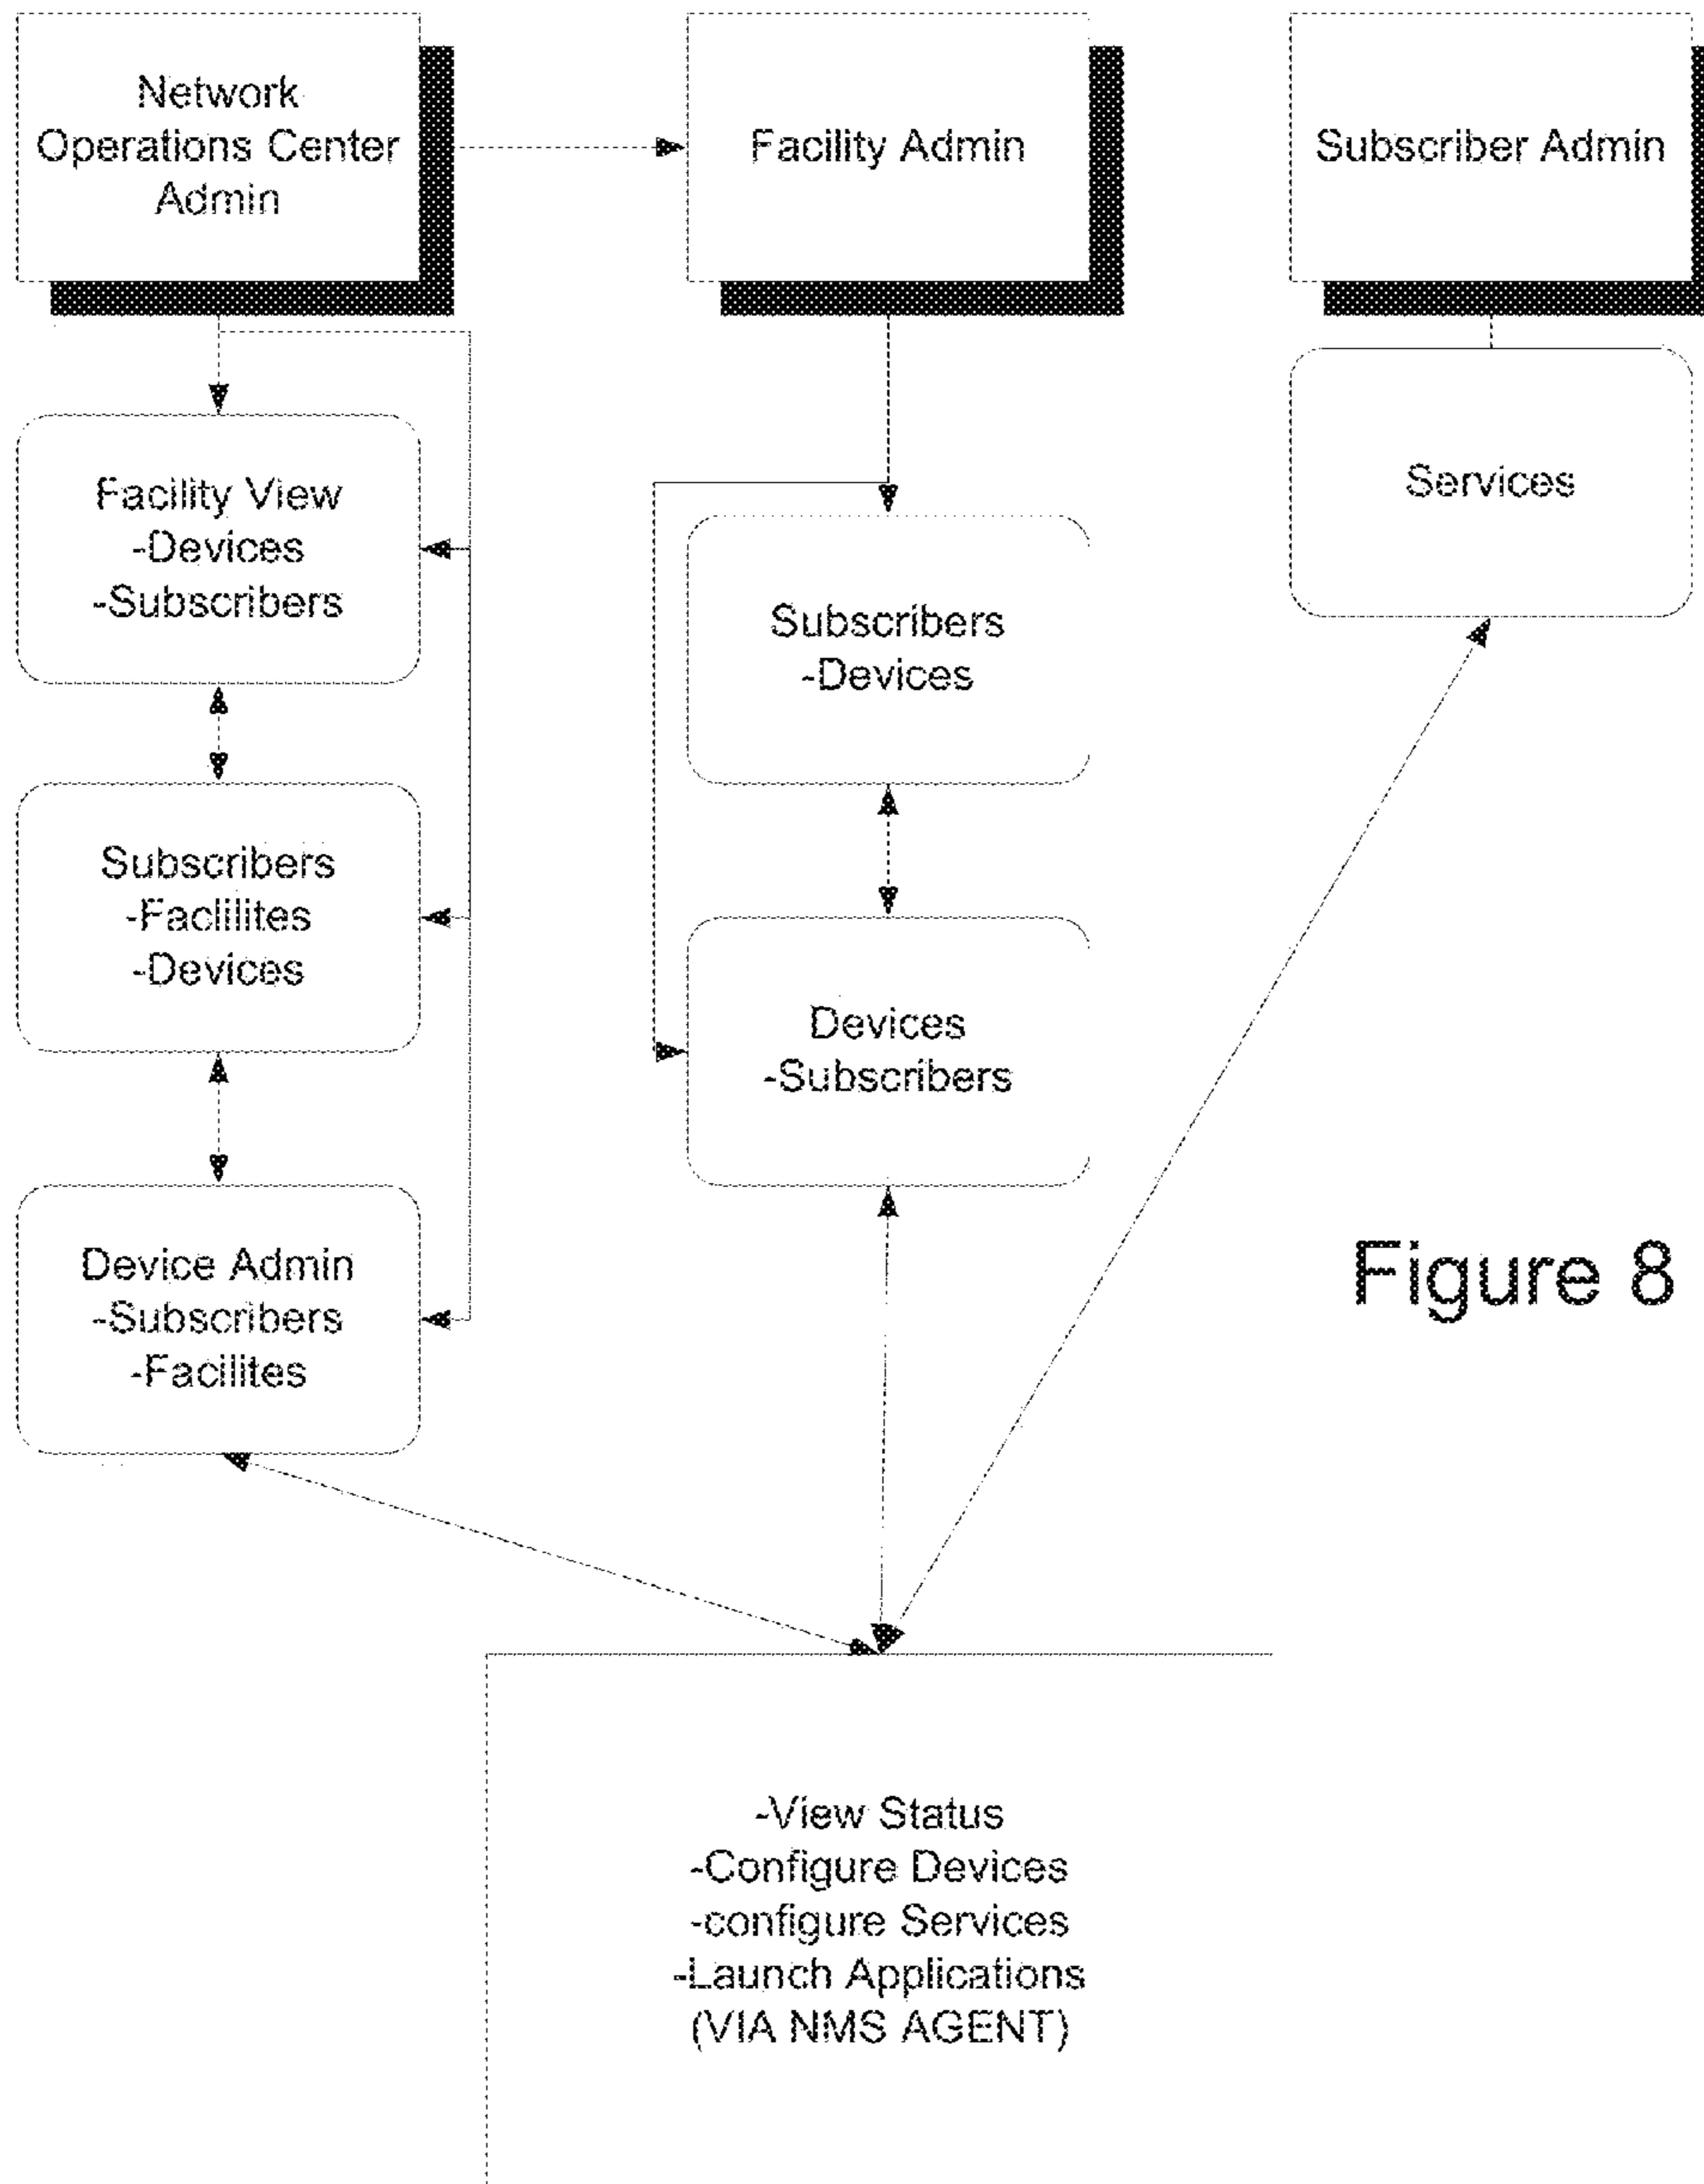 Network
Operations Center
Admin
Facility Admin
Subscriber Admin
Facility View
-Devices
-Subscribers
Services
Subscribers
-Devices
Subscribers
-Faclilites
-Devices
Devices
-Subscribers
Device Admin
-Subscribers
-Facilites
Figure 8
-View Status
-Configure Devices
-configure Services
-Launch Applications
(VIA NMS AGENT)